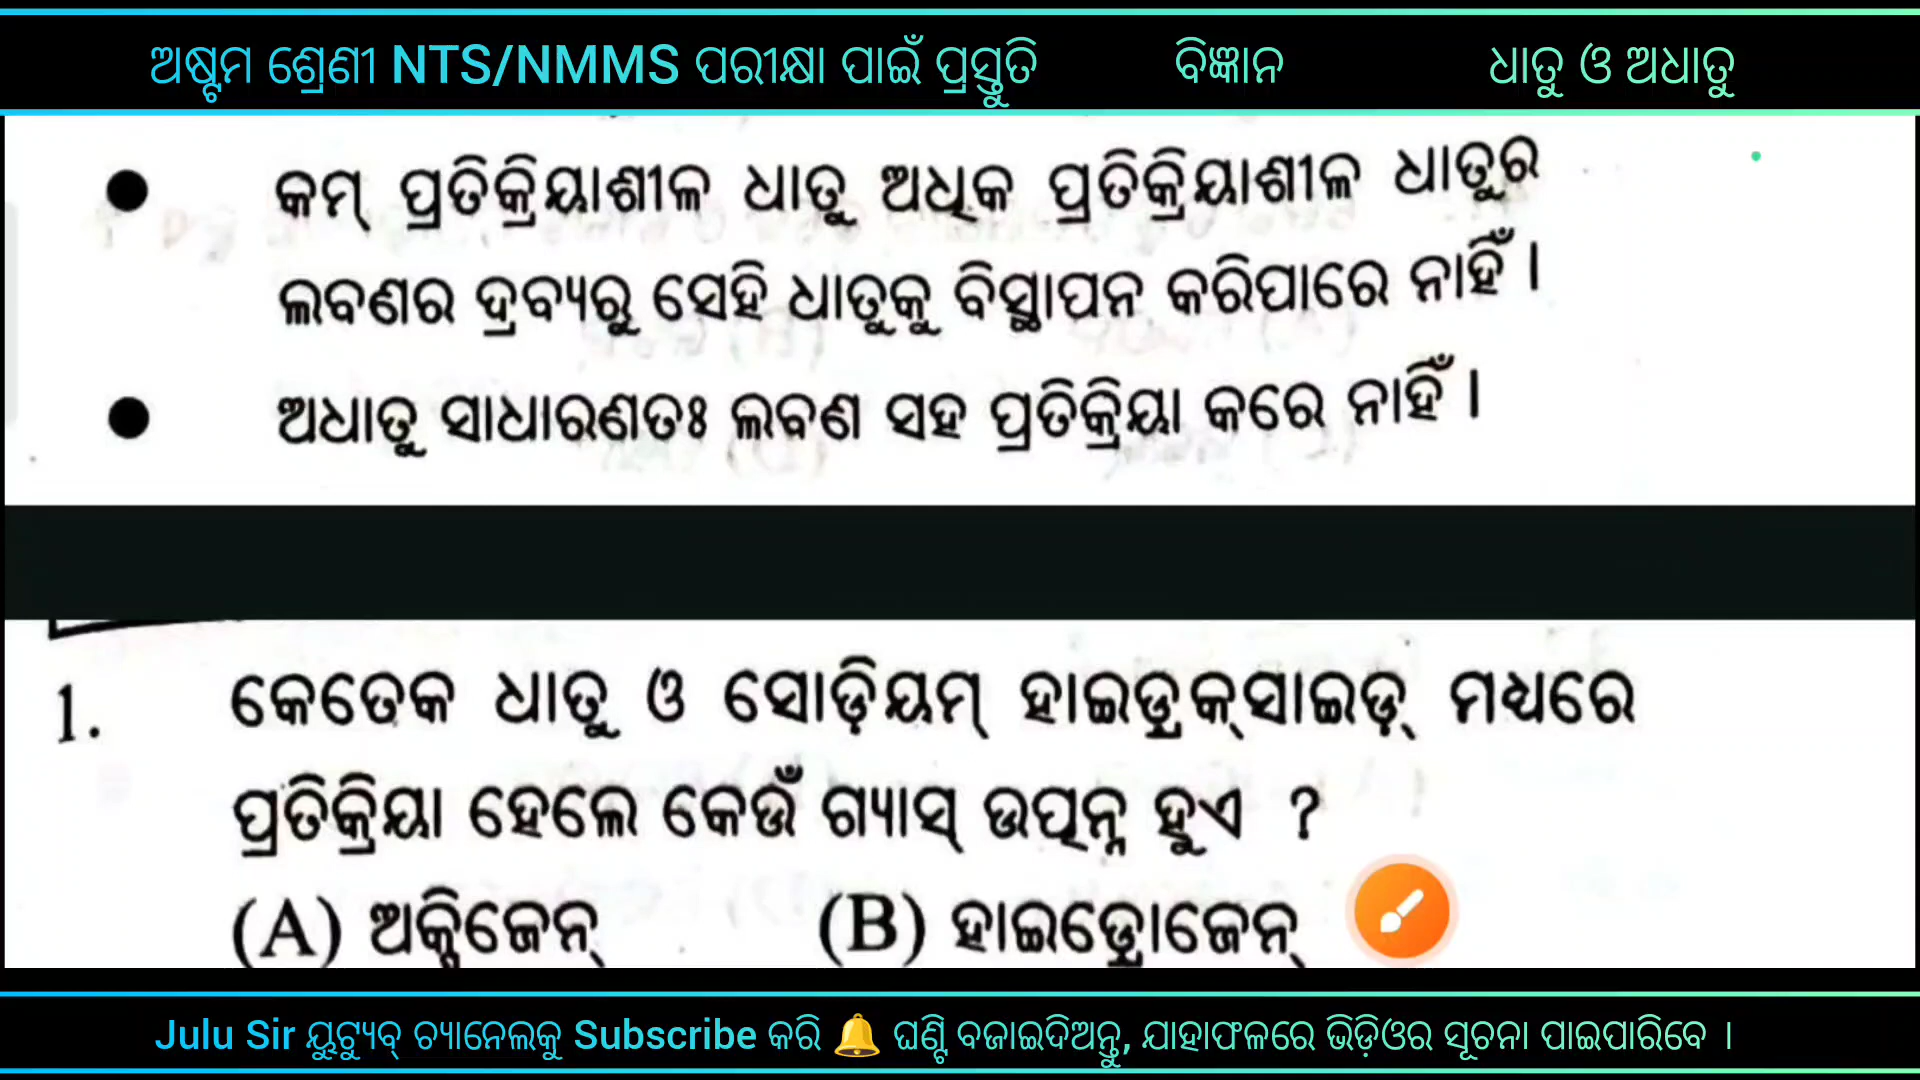 ଅଷ୍ଟମ ଶ୍ରେଣୀ NTS/NMMS ପରୀକ୍ଷା ପାଇଁ ପ୍ରସ୍ତୁତି ବିଜ୍ଞାନ ଧାତୁ ଓ ଅଧାତୁ
● କମ୍ ପ୍ରତିକ୍ରିୟାଶୀଳ ଧାତୁ ଅଧିକ ପ୍ରତିକ୍ରିୟାଶୀଳ ଧାତୁର
ଲବଣର ଦ୍ରବ୍ୟରୁ ସେହି ଧାତୁକୁ ବିସ୍ଥାପନ କରିପାରେ ନାହିଁ ।
● ଅଧାତୁ ସାଧାରଣତଃ ଲବଣ ସହ ପ୍ରତିକ୍ରିୟା କରେ ନାହିଁ ।
1. କେତେକ ଧାତୁ ଓ ସୋଡ଼ିୟମ୍ ହାଇଡ୍ରକ୍‌ସାଇଡ୍ ମଧ୍ୟରେ
ପ୍ରତିକ୍ରିୟା ହେଲେ କେଉଁ ଗ୍ୟାସ୍ ଉତ୍ପନ୍ନ ହୁଏ ?
(A) ଅକ୍ସିଜେନ୍ (B) ହାଇଡ୍ରୋଜେନ୍
Julu Sir ୟୁଟ୍ୟୁବ୍ ଚ୍ୟାନେଲକୁ Subscribe କରି 🔔 ଘଣ୍ଟି ବଜାଇଦିଅନ୍ତୁ, ଯାହାଫଳରେ ଭିଡ଼ିଓର ସୂଚନା ପାଇପାରିବେ ।